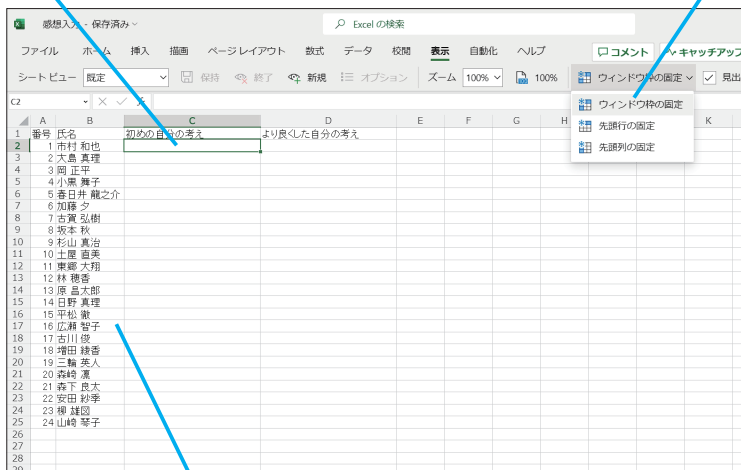 感想入力 - 保存済み
Excel の検索
ファイル ホーム 挿入 描画 ページ レイアウト 数式 データ 校閲 表示 自動化 ヘルプ コメント キャッチアップ
シート ビュー 既定 保持 終了 新規 オプション ズーム 100% 100% ウィンドウ枠の固定 見出
C2
ウィンドウ枠の固定
先頭行の固定
先頭列の固定
A B C D E F G H K
1 番号 氏名 初めの自分の考え より良くした自分の考え
2 1 市村 和也
3 2 大島 真理
4 3 岡 正平
5 4 小黒 舞子
6 5 春日井 龍之介
7 6 加藤 夕
8 7 古賀 弘樹
9 8 坂本 秋
10 9 杉山 真治
11 10 土屋 直美
12 11 東郷 大翔
13 12 林 穂香
14 13 原 昌太郎
15 14 日野 真理
16 15 平松 徹
17 16 広瀬 智子
18 17 古川 俊
19 18 増田 綾香
20 19 三輪 英人
21 20 森崎 凛
22 21 森下 良太
23 22 安田 紗季
24 23 柳 雄図
25 24 山崎 琴子
26
27
28
29